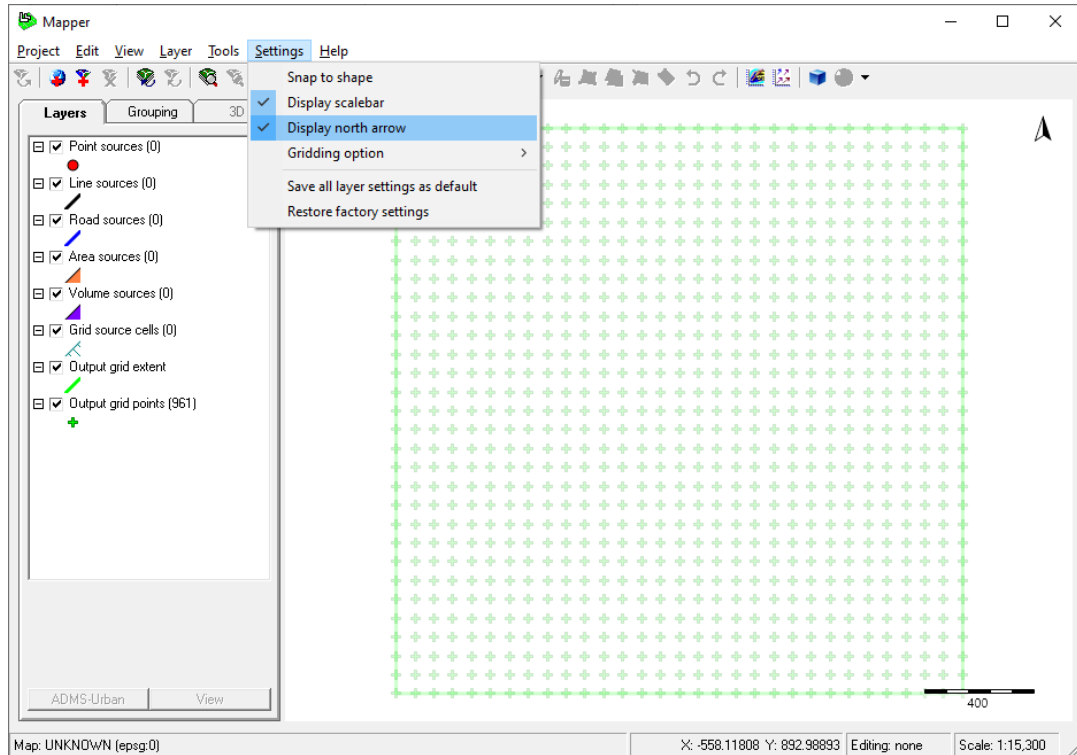 Mapper
Project Edit View Layer Tools Settings Help
Snap to shape
Display scalebar
Display north arrow
Gridding option
Save all layer settings as default
Restore factory settings
Layers Grouping 3D
Point sources (0)
Line sources (0)
Road sources (0)
Area sources (0)
Volume sources (0)
Grid source cells (0)
Output grid extent
Output grid points (961)
ADMS-Urban View
400
Map: UNKNOWN (epsg:0) X: -558.11808 Y: 892.98893 Editing: none Scale: 1:15,300